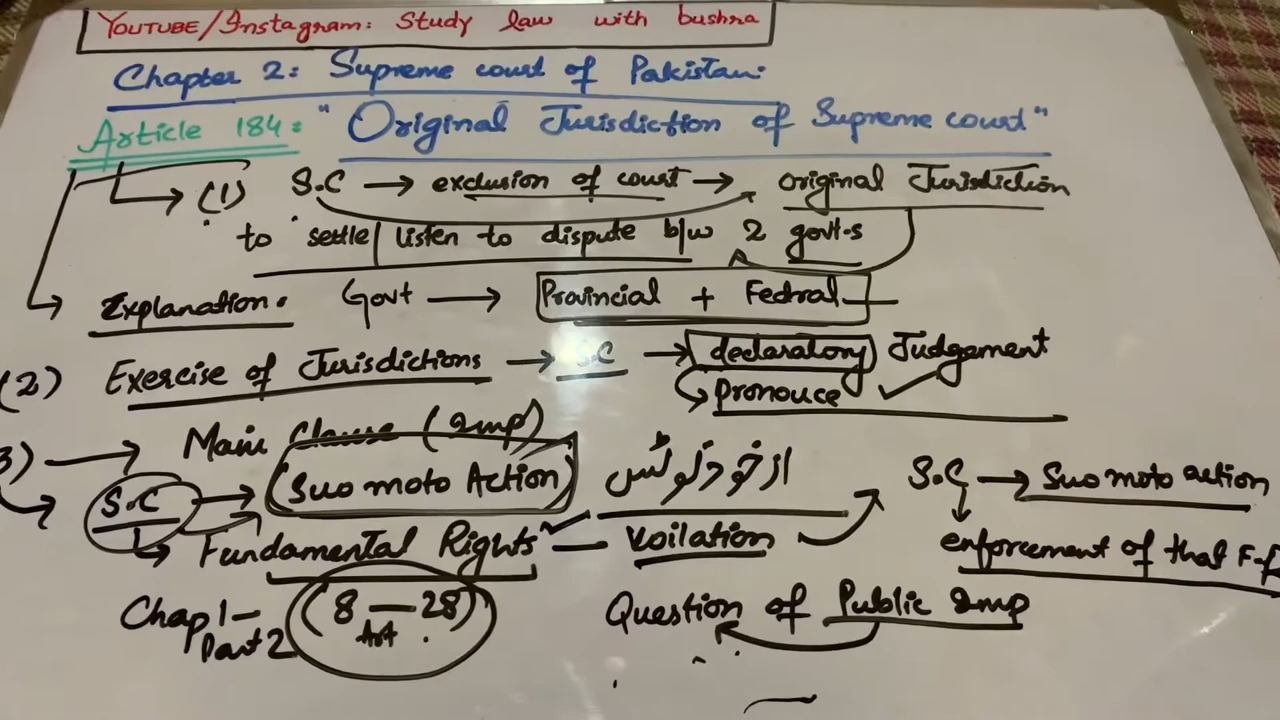 YOUTUBE/Instagram: Study law with bushra
Chapter 2: Supreme court of Pakistan.
Article 184: "Original Jurisdiction of Supreme court"
(1) S.C → exclusion of court → original Jurisdiction
to settle/listen to dispute b/w 2 govt-s
Explanation. Govt → Provincial + Fedral
(2) Exercise of Jurisdictions → S.C → declaratory Judgement
Pronouce ✓
3) → Main Clause (Imp)
S.C → Suo moto Action از خود نوٹس S.C → Suo moto action
Fundamental Rights — Voilation enforcement of that F-R
Chap 1 – Part 2 (8 — 28) Art Question of Public Imp